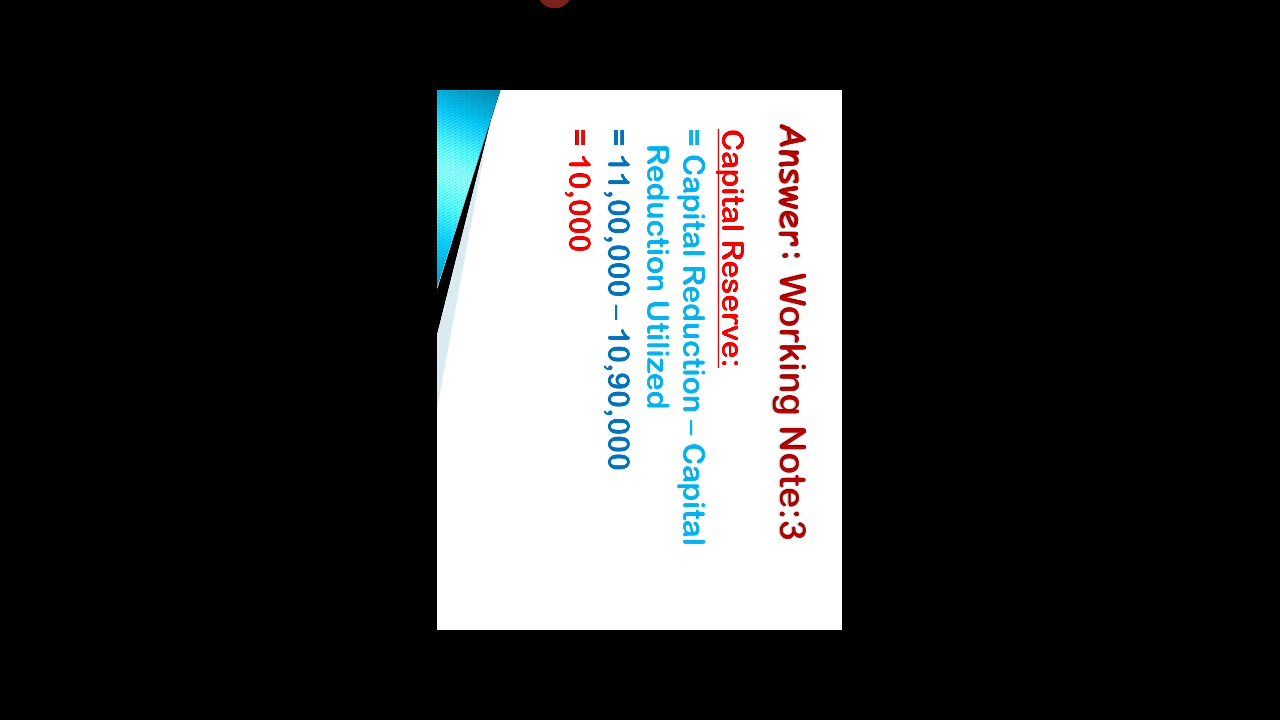 Answer: Working Note:3
Capital Reserve:
= Capital Reduction – Capital
Reduction Utilized
= 11,00,000 – 10,90,000
= 10,000